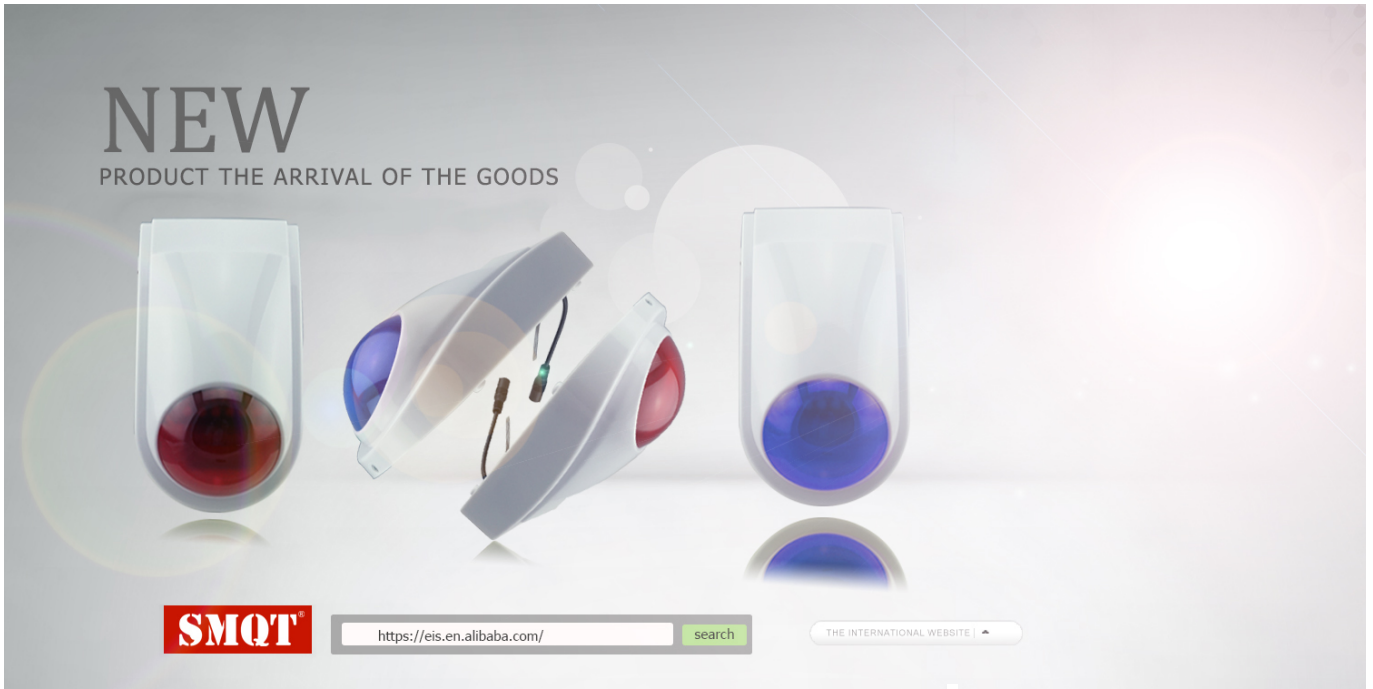 NEW
PRODUCT THE ARRIVAL OF THE GOODS
SMQT®
https://eis.en.alibaba.com/
search
THE INTERNATIONAL WEBSITE